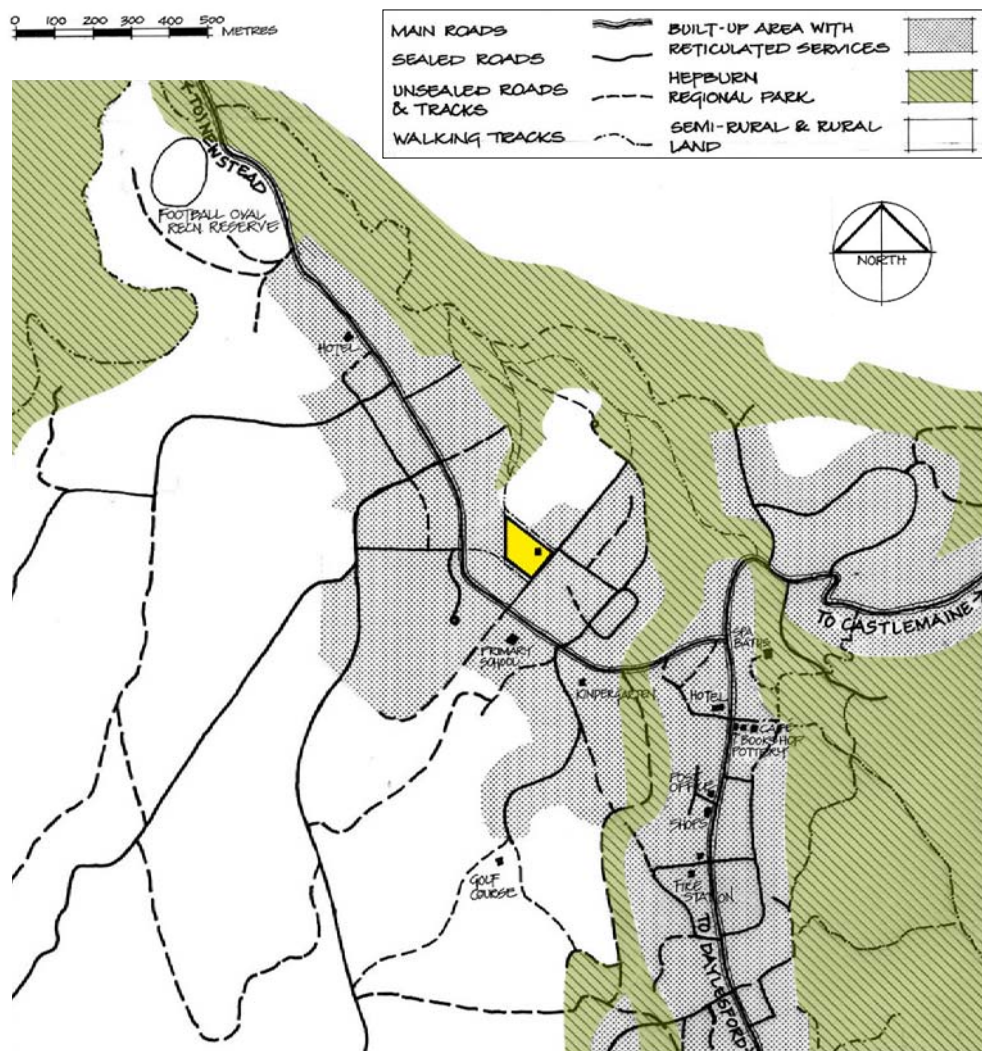 0 100 200 300 400 500
METRES
MAIN ROADS
SEALED ROADS
UNSEALED ROADS
& TRACKS
WALKING TRACKS
BUILT-UP AREA WITH
RETICULATED SERVICES
HEPBURN
REGIONAL PARK
SEMI-RURAL & RURAL
LAND
TO NEWSTEAD
FOOTBALL OVAL
RECN. RESERVE
NORTH
HOTEL
TO CASTLEMAINE
PRIMARY
SCHOOL
SPA
BATHS
KINDERGARTEN
HOTEL
CAFE
BOOKSHOP
POTTERY
POST
OFFICE
SHOPS
GOLF
COURSE
FIRE
STATION
TO DAYLESFORD